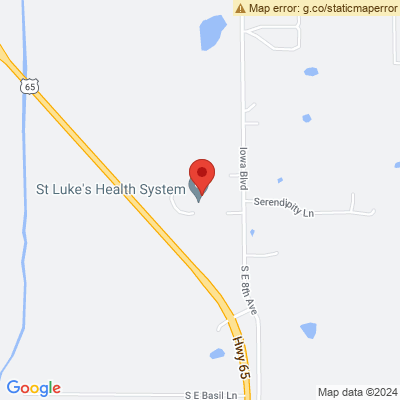 Map error: g.co/staticmaperror
65
Iowa Blvd
St Luke's Health System
Serendipity Ln
S E 8th Ave
Hwy 65
S E Basil Ln
Google
Map data ©2024